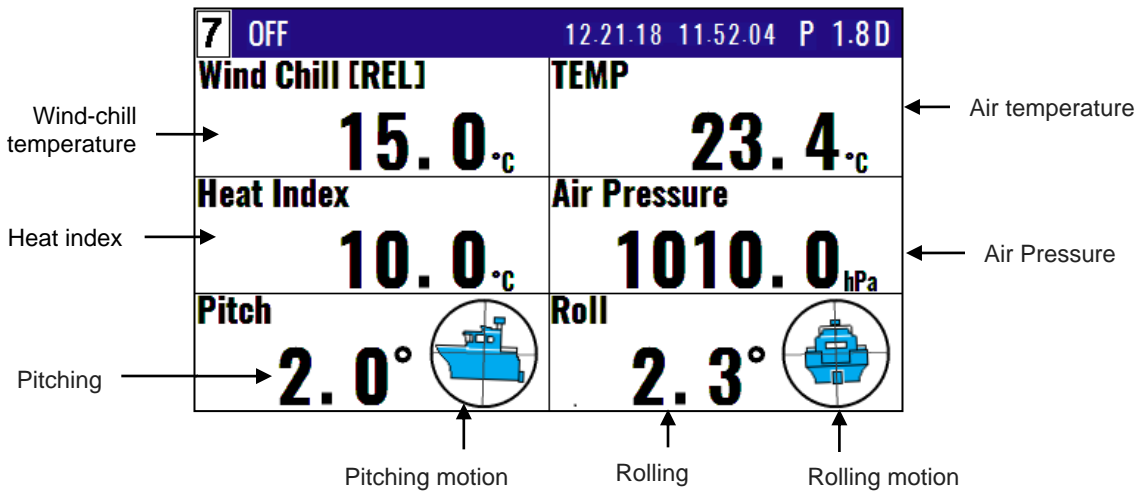 7 OFF 12-21-18 11-52-04 P 1.8D
Wind Chill [REL] TEMP
Wind-chill
temperature
15.0°C 23.4°C
Air temperature
Heat Index Air Pressure
Heat index
10.0°C 1010.0hPa
Air Pressure
Pitch Roll
Pitching
2.0° 2.3°
Pitching motion Rolling Rolling motion